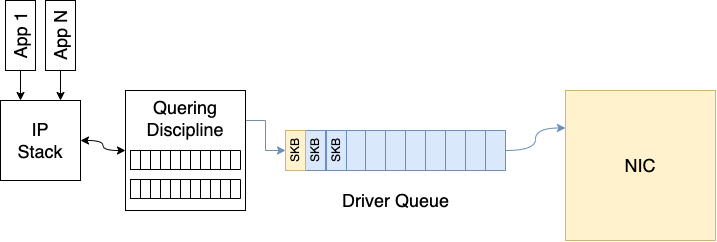 App 1
App N
IP
Stack
Quering
Discipline
SKB
SKB
SKB
Driver Queue
NIC